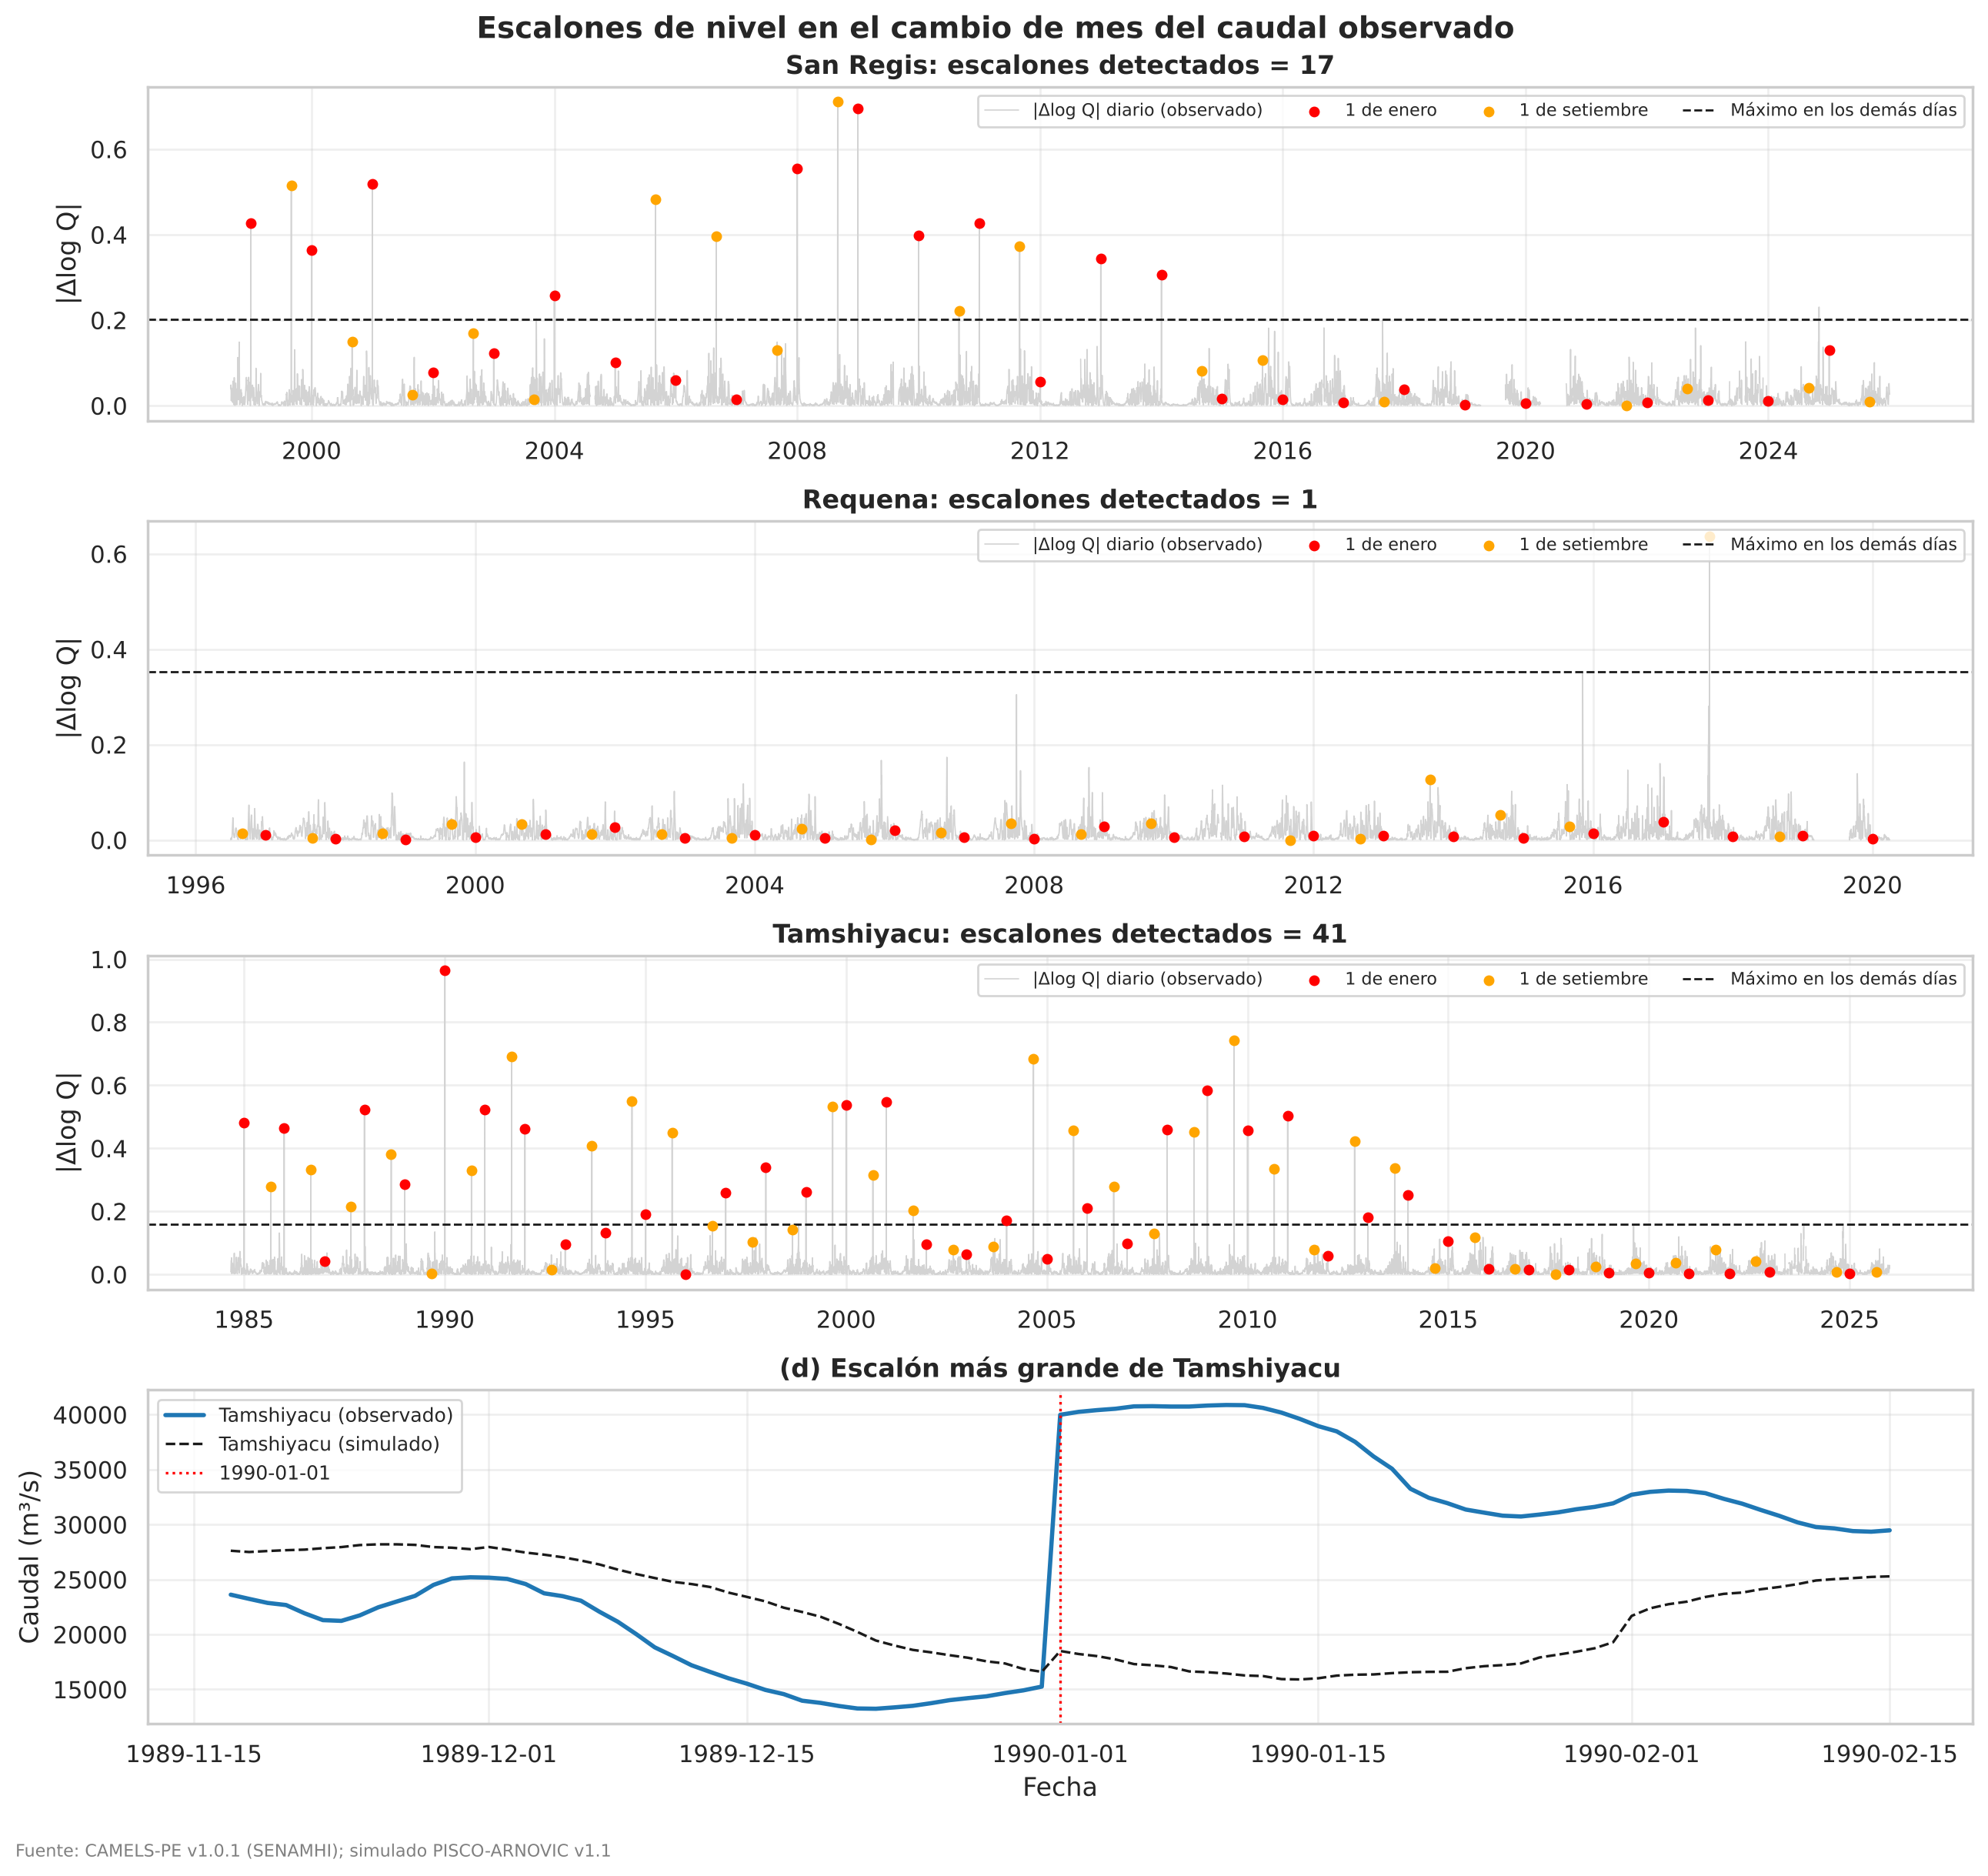 Escalones de nivel en el cambio de mes del caudal observado
San Regis: escalones detectados = 17
|Δlog Q| diario (observado)
1 de enero
1 de setiembre
Máximo en los demás días
|Δlog Q|
0.6
0.4
0.2
0.0
2000 2004 2008 2012 2016 2020 2024
Requena: escalones detectados = 1
|Δlog Q| diario (observado)
1 de enero
1 de setiembre
Máximo en los demás días
|Δlog Q|
0.6
0.4
0.2
0.0
1996 2000 2004 2008 2012 2016 2020
Tamshiyacu: escalones detectados = 41
|Δlog Q| diario (observado)
1 de enero
1 de setiembre
Máximo en los demás días
|Δlog Q|
1.0
0.8
0.6
0.4
0.2
0.0
1985 1990 1995 2000 2005 2010 2015 2020 2025
(d) Escalón más grande de Tamshiyacu
Tamshiyacu (observado)
Tamshiyacu (simulado)
1990-01-01
Caudal (m³/s)
40000
35000
30000
25000
20000
15000
1989-11-15 1989-12-01 1989-12-15 1990-01-01 1990-01-15 1990-02-01 1990-02-15
Fecha
Fuente: CAMELS-PE v1.0.1 (SENAMHI); simulado PISCO-ARNOVIC v1.1